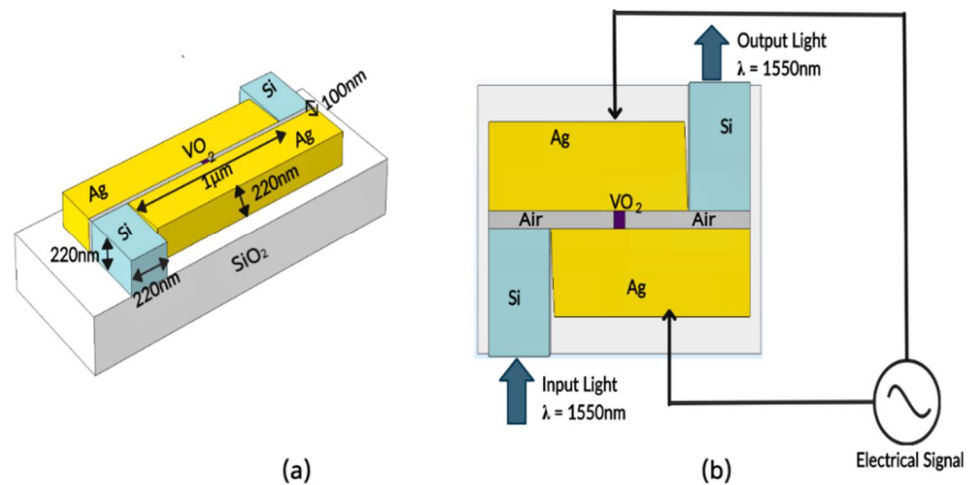 Si
100nm
VO2
Ag
Ag
1μm
220nm
Si
220nm
220nm
SiO2
(a)
Output Light
λ = 1550nm
Si
Ag
VO2
Air
Air
Si
Ag
Input Light
λ = 1550nm
Electrical Signal
(b)